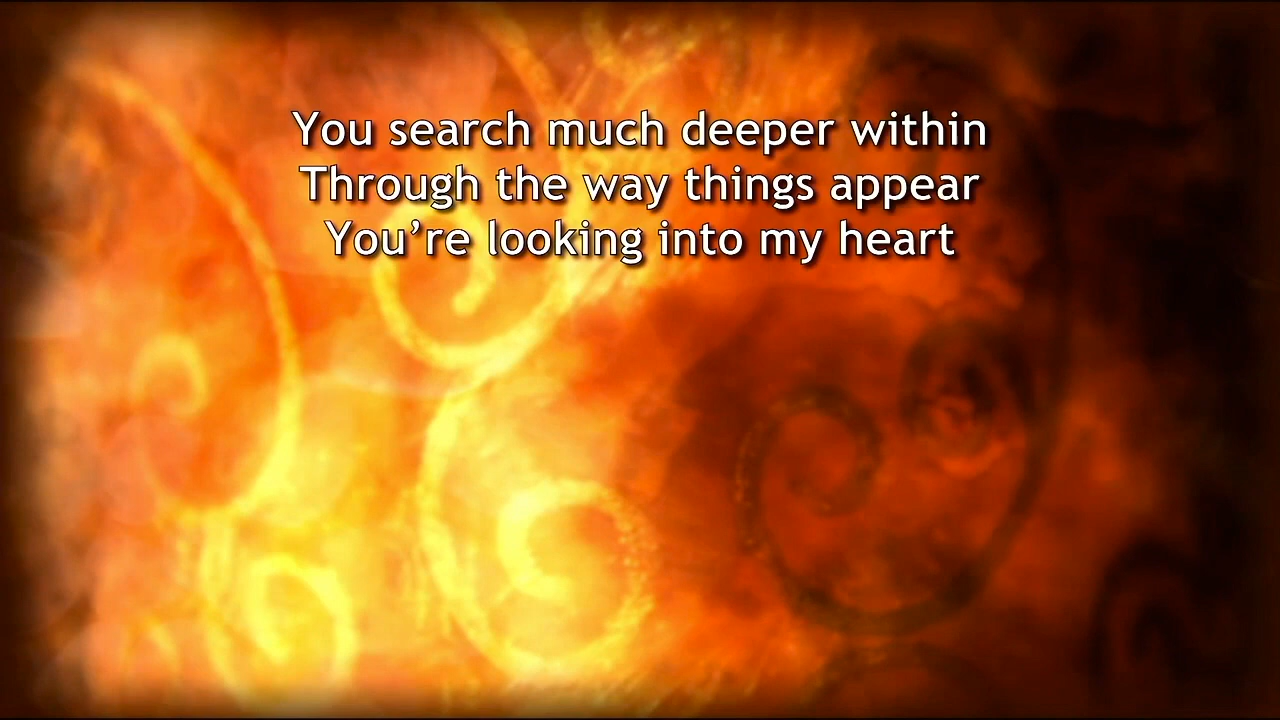 You search much deeper within
Through the way things appear
You’re looking into my heart